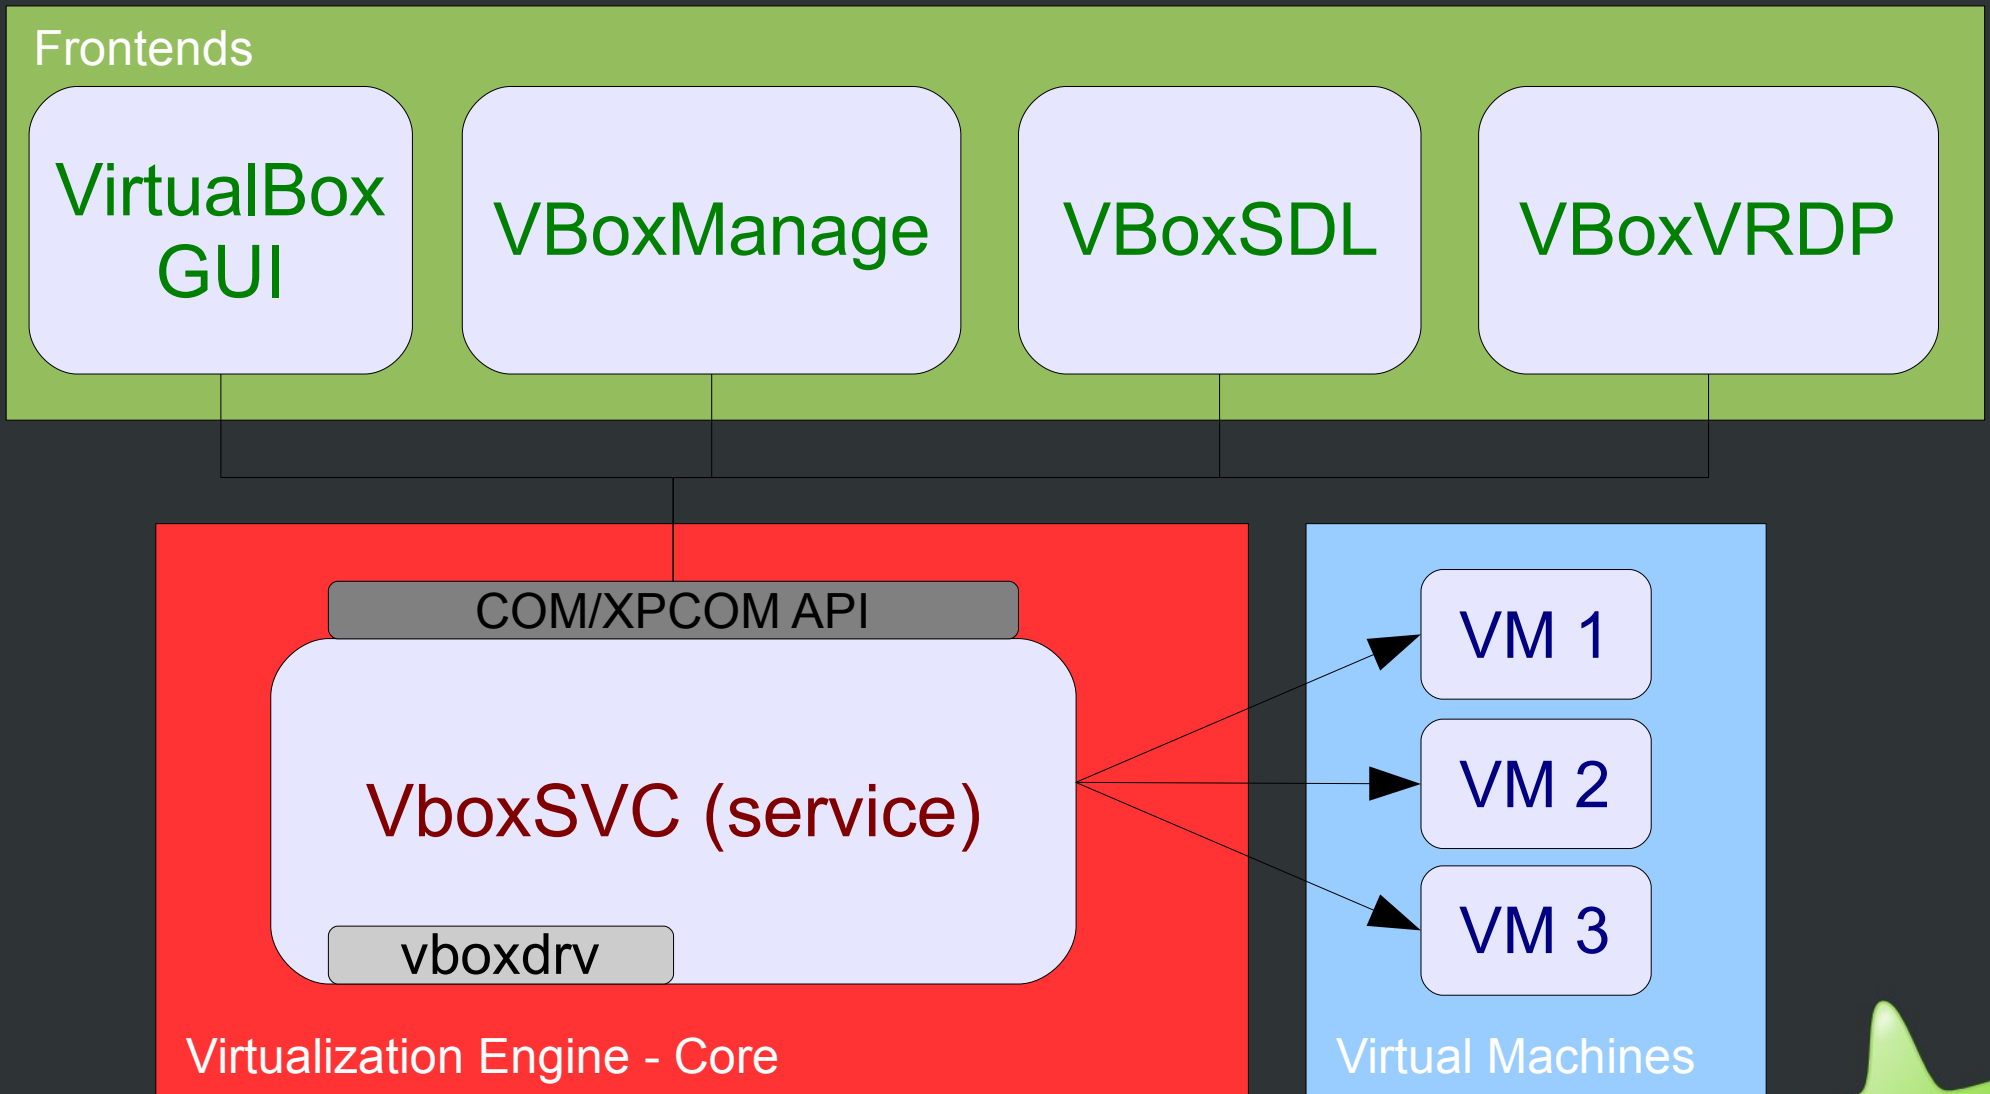 Frontends
VirtualBox
GUI
VBoxManage
VBoxSDL
VBoxVRDP
COM/XPCOM API
VboxSVC (service)
vboxdrv
Virtualization Engine - Core
VM 1
VM 2
VM 3
Virtual Machines